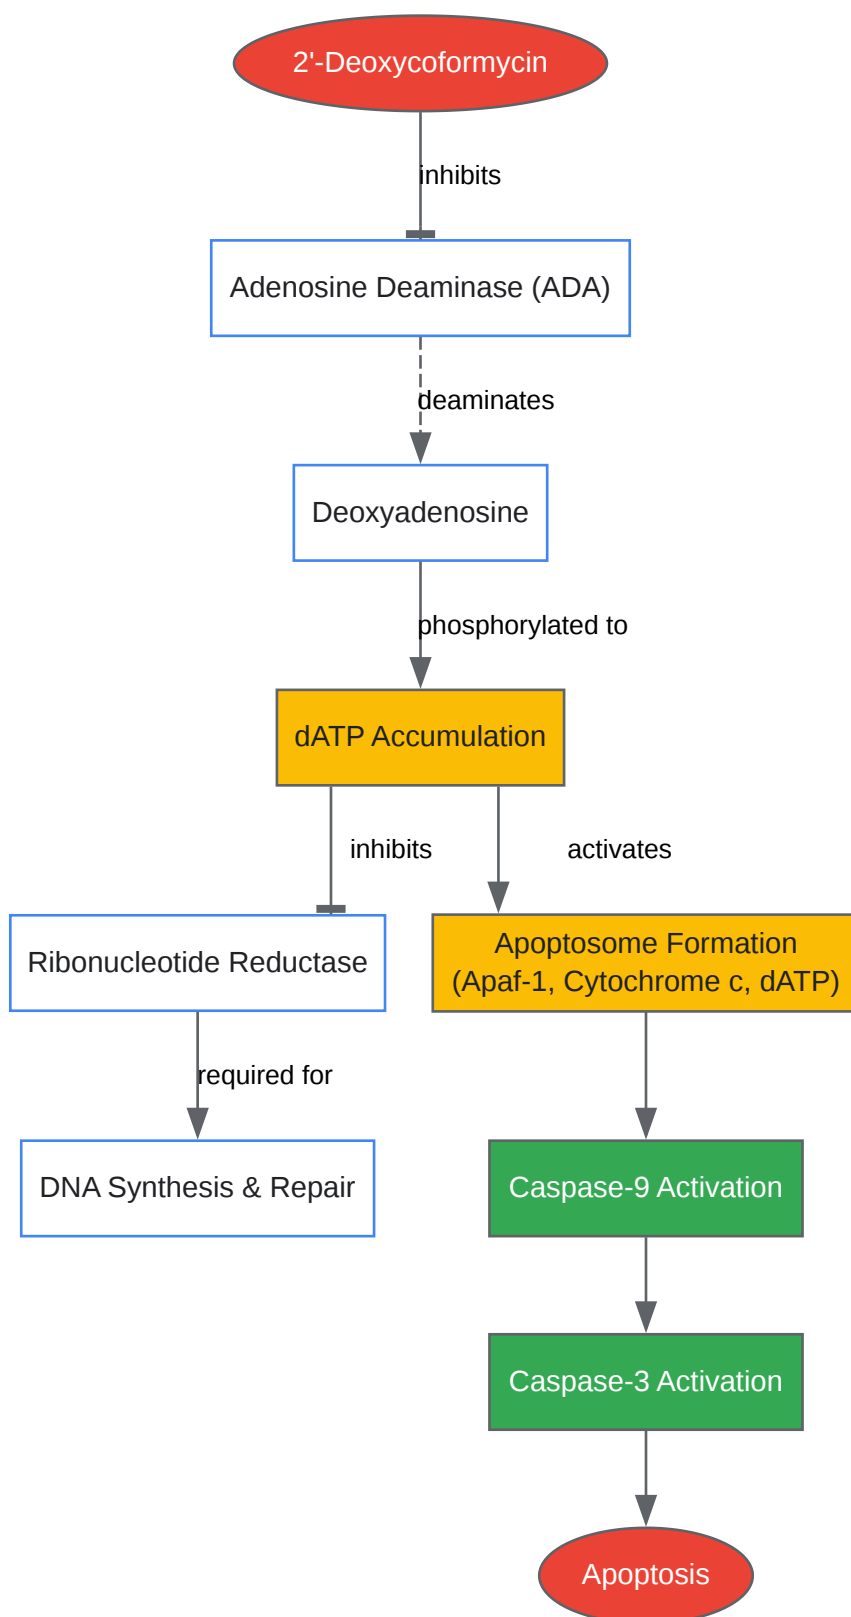 2'-Deoxycoformycin
inhibits
Adenosine Deaminase (ADA)
deaminates
Deoxyadenosine
phosphorylated to
dATP Accumulation
inhibits
activates
Ribonucleotide Reductase
Apoptosome Formation
(Apaf-1, Cytochrome c, dATP)
required for
DNA Synthesis & Repair
Caspase-9 Activation
Caspase-3 Activation
Apoptosis